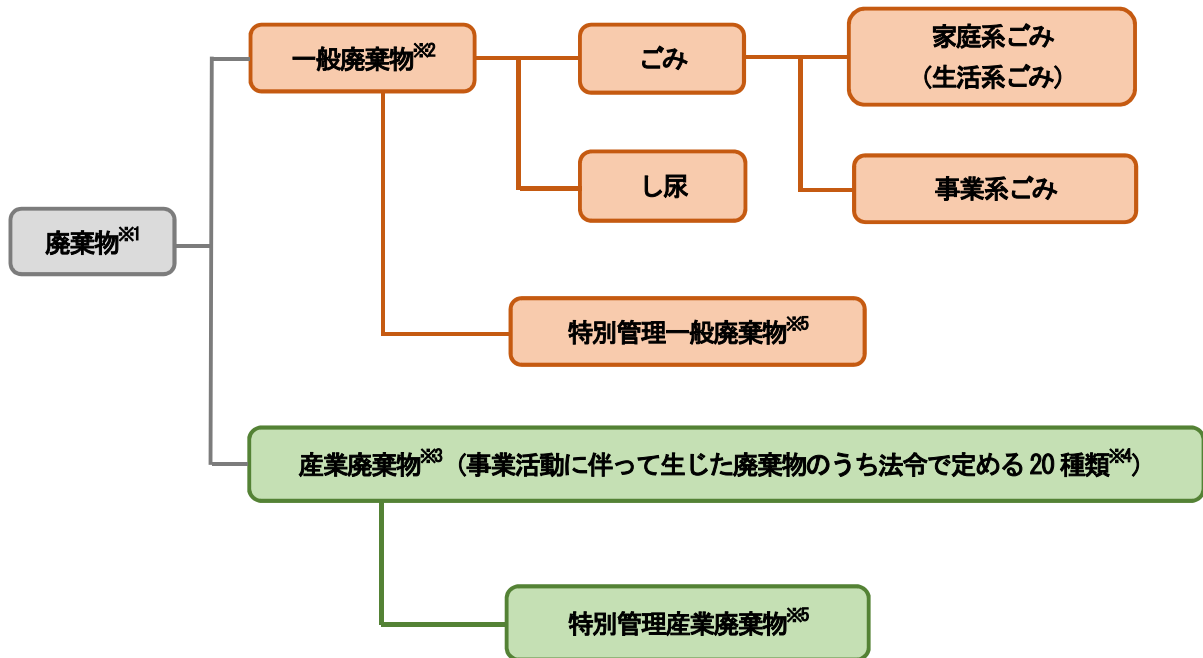 一般廃棄物※2
ごみ
家庭系ごみ
(生活系ごみ)
し尿
事業系ごみ
廃棄物※1
特別管理一般廃棄物※5
産業廃棄物※3(事業活動に伴って生じた廃棄物のうち法令で定める 20 種類※4)
特別管理産業廃棄物※5